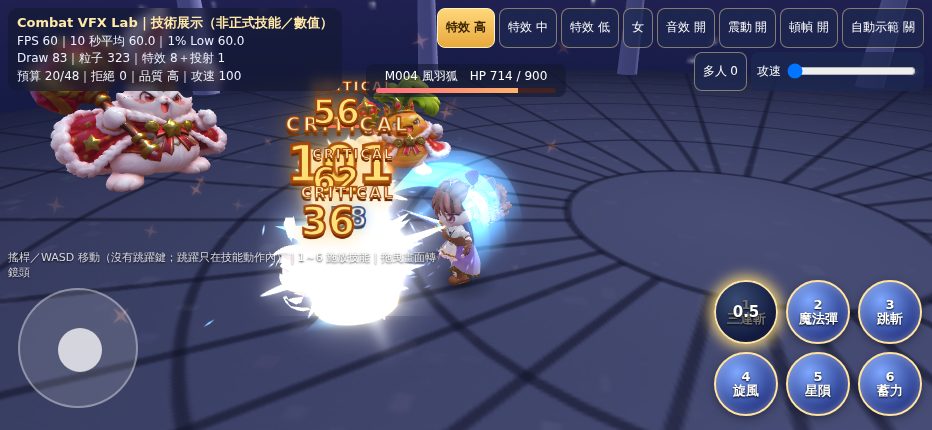 Combat VFX Lab | 技術展示（非正式技能／數值）
FPS 60 | 10 秒平均 60.0 | 1% Low 60.0
Draw 83 | 粒子 323 | 特效 8＋投射 1
預算 20/48 | 拒絕 0 | 品質 高 | 攻速 100
特效 高
特效 中
特效 低
女
音效 開
震動 開
頓幀 開
自動示範 關
多人 0
攻速
M004 風羽狐 HP 714 / 900
56
CRITICAL
CRITICAL
62
CRITICAL
36
8
搖桿／WASD 移動（沒有跳躍鍵；跳躍只在技能動作內）| 1～6 施放技能 | 拖曳畫面轉
鏡頭
1
0.5
三連斬
2
魔法彈
3
跳斬
4
旋風
5
星隕
6
蓄力